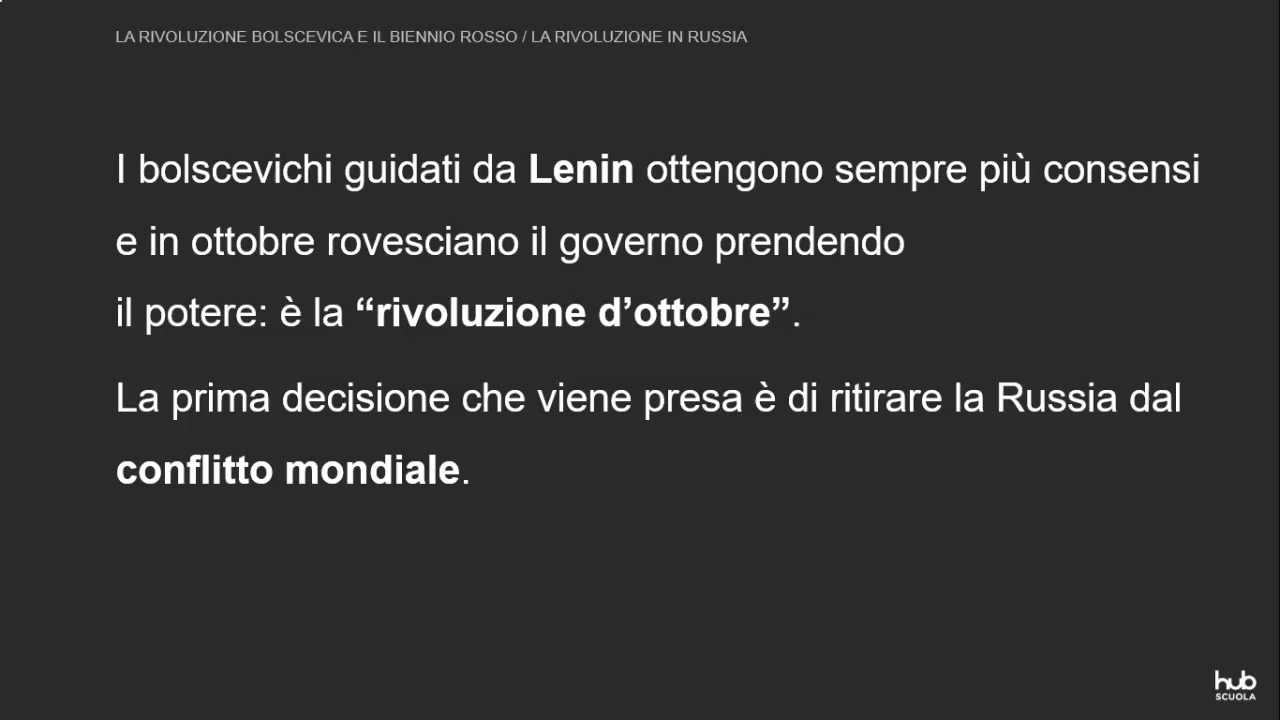 LA RIVOLUZIONE BOLSCEVICA E IL BIENNIO ROSSO / LA RIVOLUZIONE IN RUSSIA
I bolscevichi guidati da Lenin ottengono sempre più consensi
e in ottobre rovesciano il governo prendendo
il potere: è la “rivoluzione d’ottobre”.
La prima decisione che viene presa è di ritirare la Russia dal
conflitto mondiale.
hub
SCUOLA